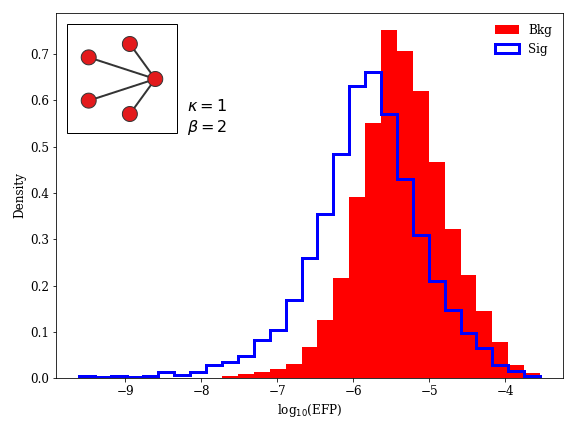 Bkg
Sig
κ = 1
β = 2
Density
0.7
0.6
0.5
0.4
0.3
0.2
0.1
0.0
−9
−8
−7
−6
−5
−4
log₁₀(EFP)